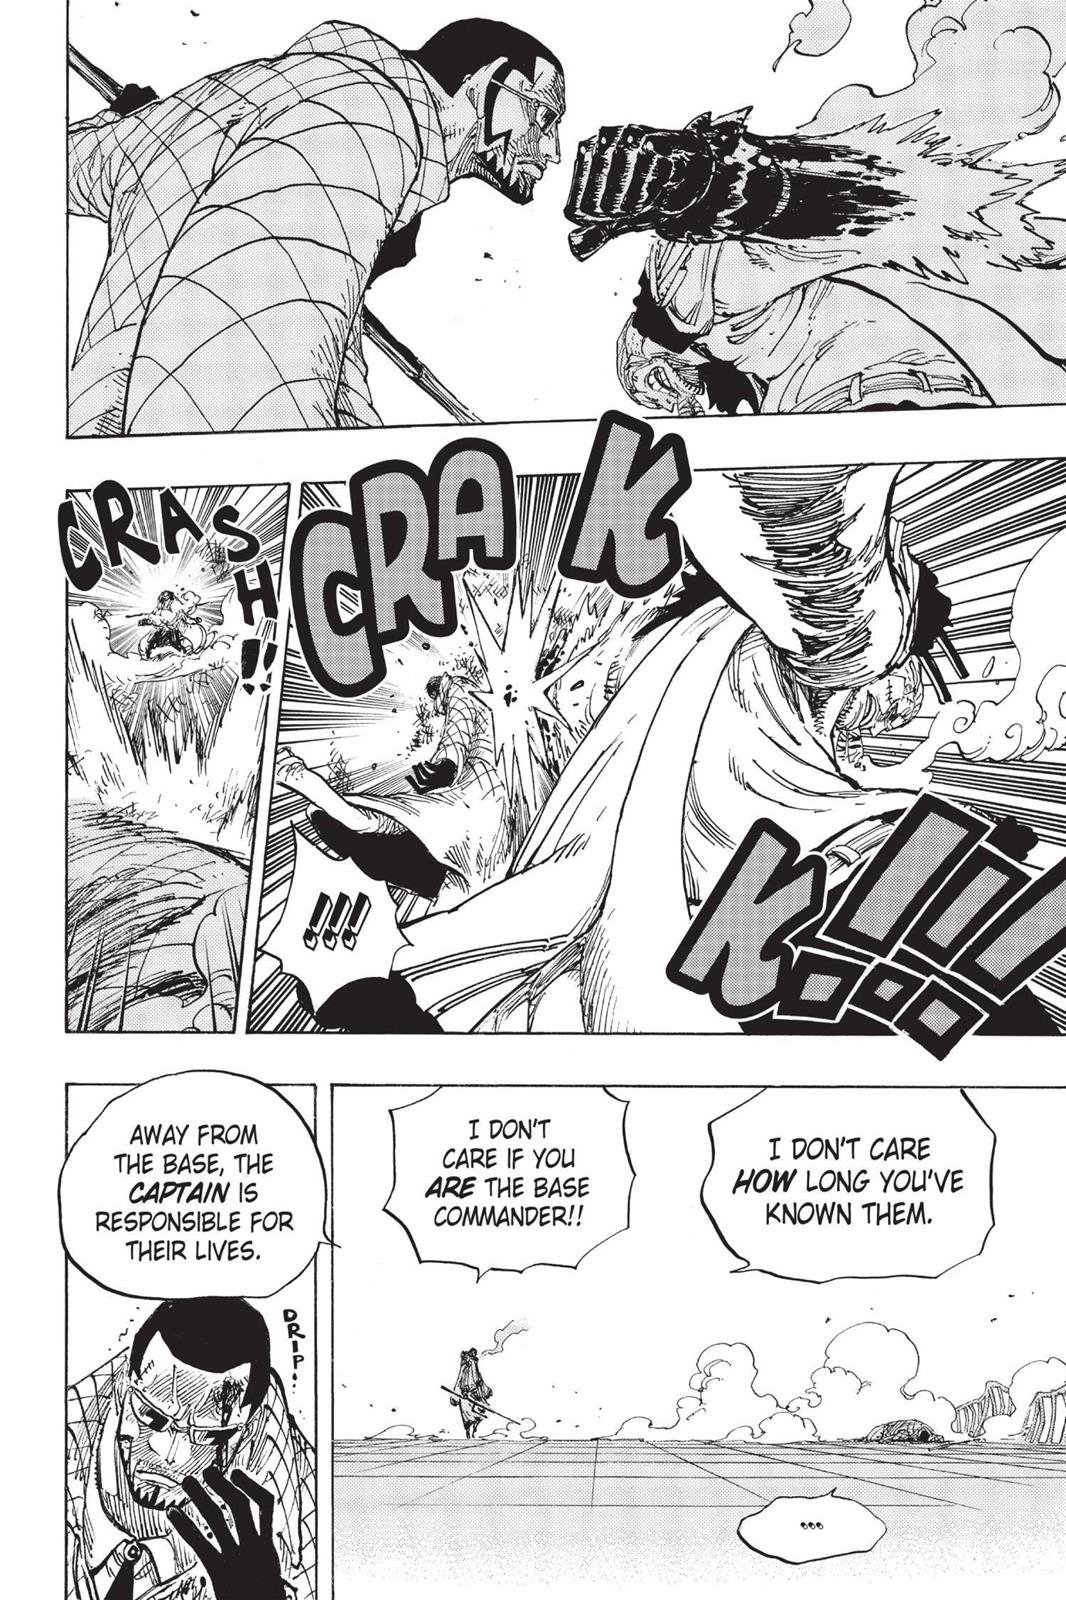 CRASH!!
CRAKK!!!
!!!
I DON'T CARE
HOW LONG YOU'VE
KNOWN THEM.
I DON'T
CARE IF YOU
ARE THE BASE
COMMANDER!!
AWAY FROM
THE BASE, THE
CAPTAIN IS
RESPONSIBLE FOR
THEIR LIVES.
DRIP..
...